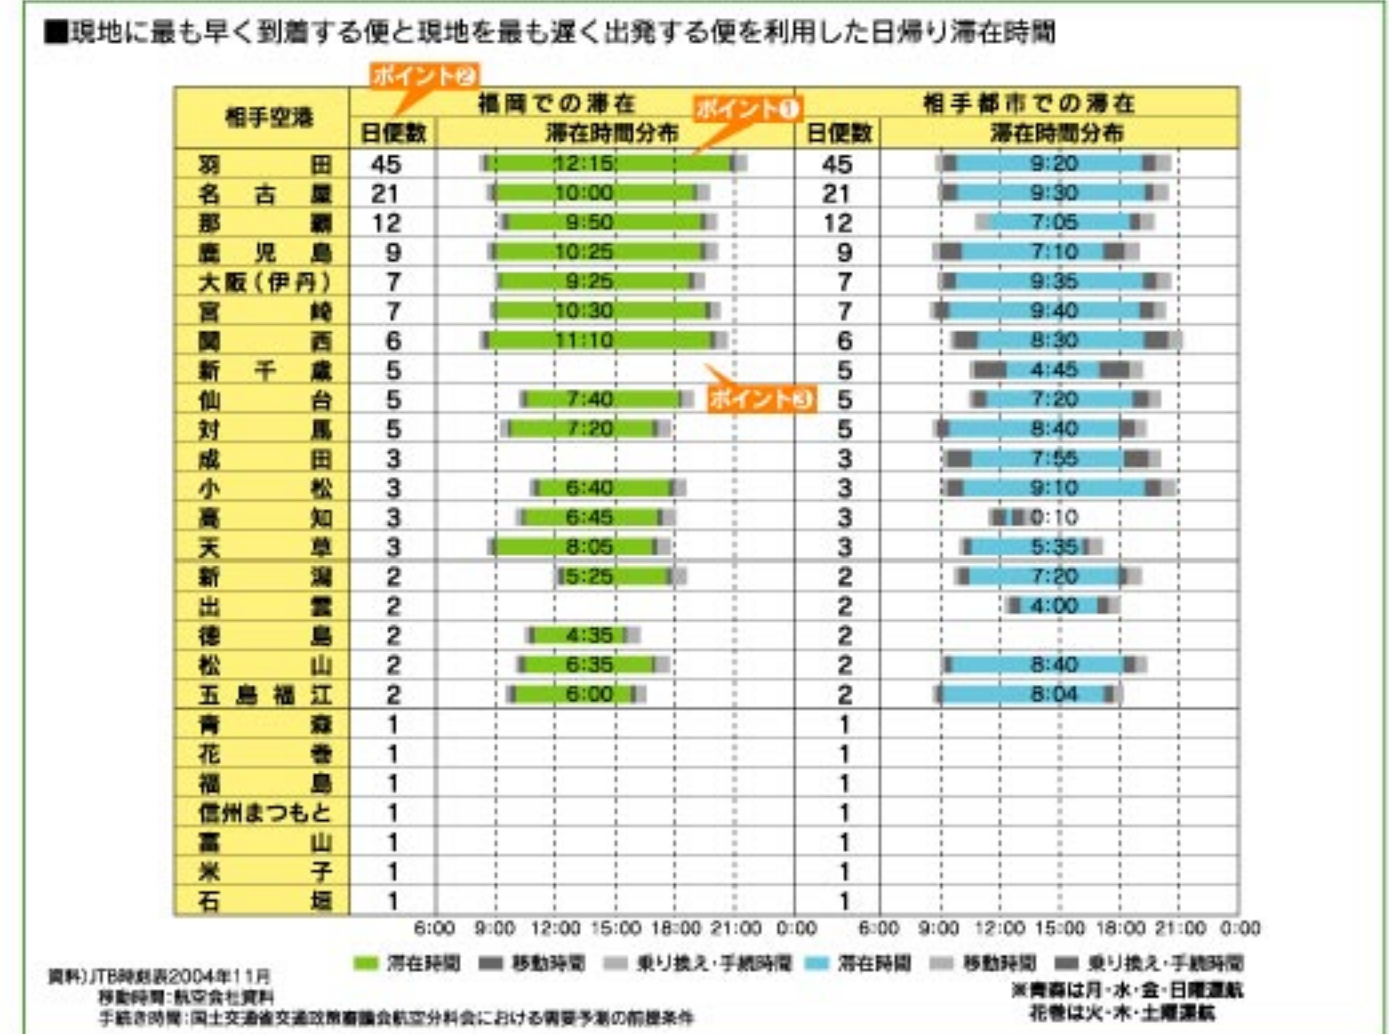 ■現地に最も早く到着する便と現地を最も遅く出発する便を利用した日帰り滞在時間
ポイント❷
相手空港 福岡での滞在 ポイント❶ 相手都市での滞在
日便数 滞在時間分布 日便数 滞在時間分布
羽田 45 12:15 45 9:20
名古屋 21 10:00 21 9:30
那覇 12 9:50 12 7:05
鹿児島 9 10:25 9 7:10
大阪(伊丹) 7 9:25 7 9:35
宮崎 7 10:30 7 9:40
関西 6 11:10 6 8:30
新千歳 5 5 4:45
仙台 5 7:40 ポイント❸ 5 7:20
対馬 5 7:20 5 8:40
成田 3 3 7:55
小松 3 6:40 3 9:10
高知 3 6:45 3 0:10
天草 3 8:05 3 5:35
新潟 2 5:25 2 7:20
出雲 2 2 4:00
徳島 2 4:35 2
松山 2 6:35 2 8:40
五島福江 2 6:00 2 8:04
青森 1 1
花巻 1 1
福島 1 1
信州まつもと 1 1
富山 1 1
米子 1 1
石垣 1 1
6:00 9:00 12:00 15:00 18:00 21:00 0:00 6:00 9:00 12:00 15:00 18:00 21:00 0:00
滞在時間 移動時間 乗り換え・手続時間 滞在時間 移動時間 乗り換え・手続時間
資料)JTB時刻表2004年11月
移動時間:航空会社資料
手続き時間:国土交通省交通政策審議会航空分科会における需要予測の前提条件
※青森は月・水・金・日曜運航
花巻は火・木・土曜運航